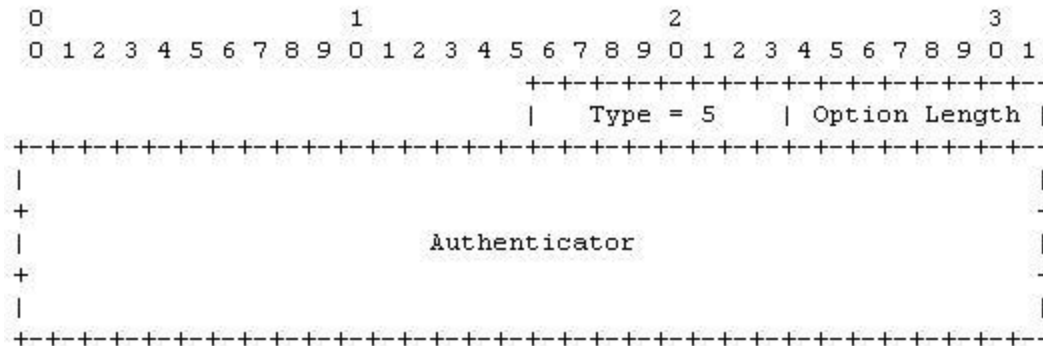 0                   1                   2                   3
0 1 2 3 4 5 6 7 8 9 0 1 2 3 4 5 6 7 8 9 0 1 2 3 4 5 6 7 8 9 0 1
+-+-+-+-+-+-+-+-+-+-+-+-+-+-+-+-
| Type = 5 | Option Length |
+-+-+-+-+-+-+-+-+-+-+-+-+-+-+-+-+-+-+-+-+-+-+-+-+-+-+-+-+-+-+-+-
| |
+ -
| Authenticator |
+ -
| |
+-+-+-+-+-+-+-+-+-+-+-+-+-+-+-+-+-+-+-+-+-+-+-+-+-+-+-+-+-+-+-+-